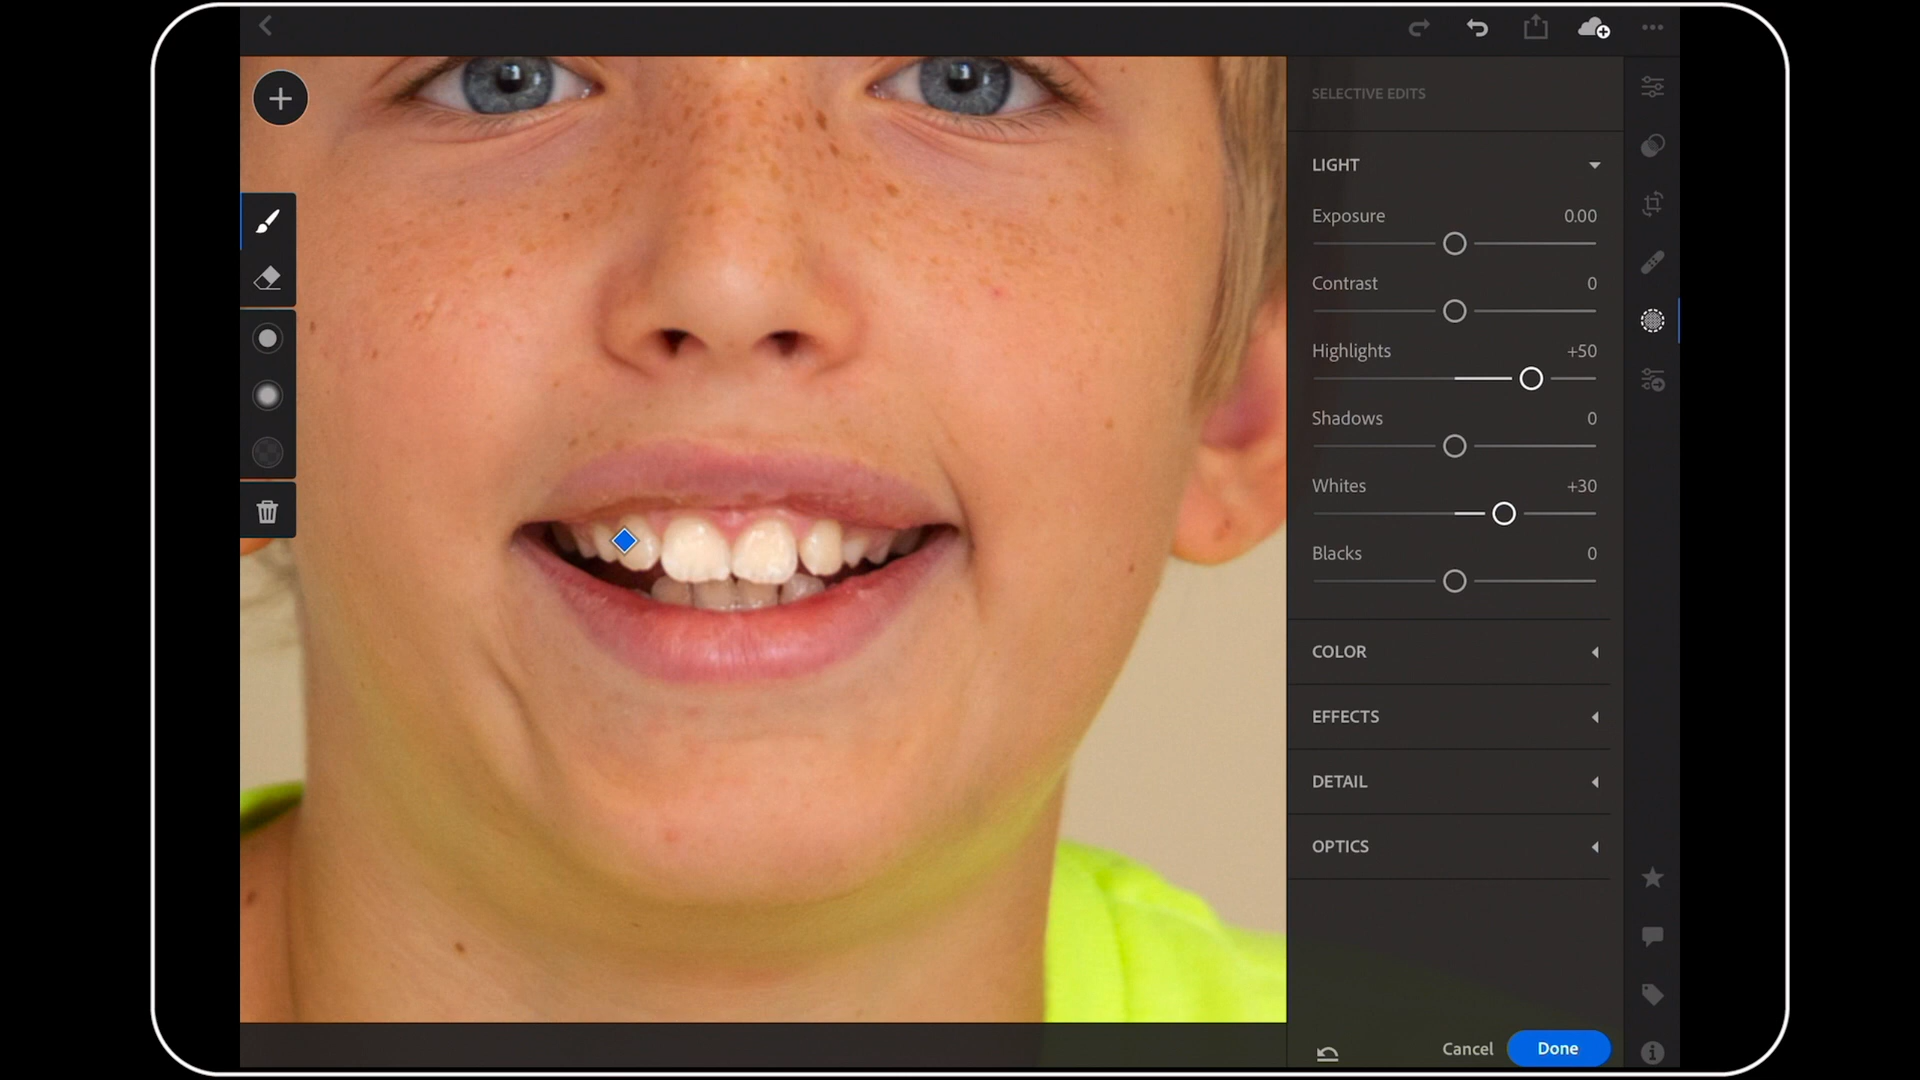 SELECTIVE EDITS
LIGHT
Exposure 0.00
Contrast 0
Highlights +50
Shadows 0
Whites +30
Blacks 0
COLOR
EFFECTS
DETAIL
OPTICS
Cancel Done